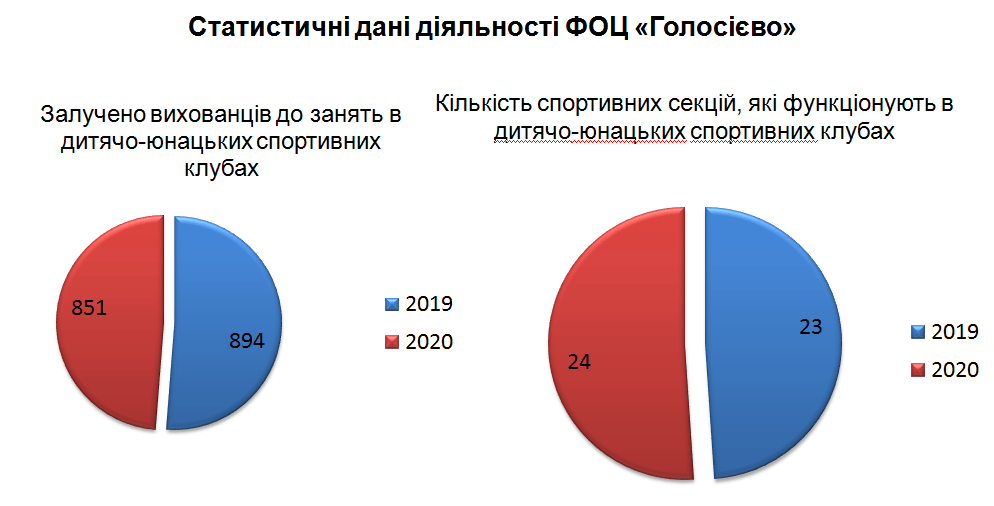 Статистичні дані діяльності ФОЦ «Голосієво»
Залучено вихованців до занять в
дитячо-юнацьких спортивних
клубах
851
894
2019
2020
Кількість спортивних секцій, які функціонують в
дитячо-юнацьких спортивних клубах
24
23
2019
2020